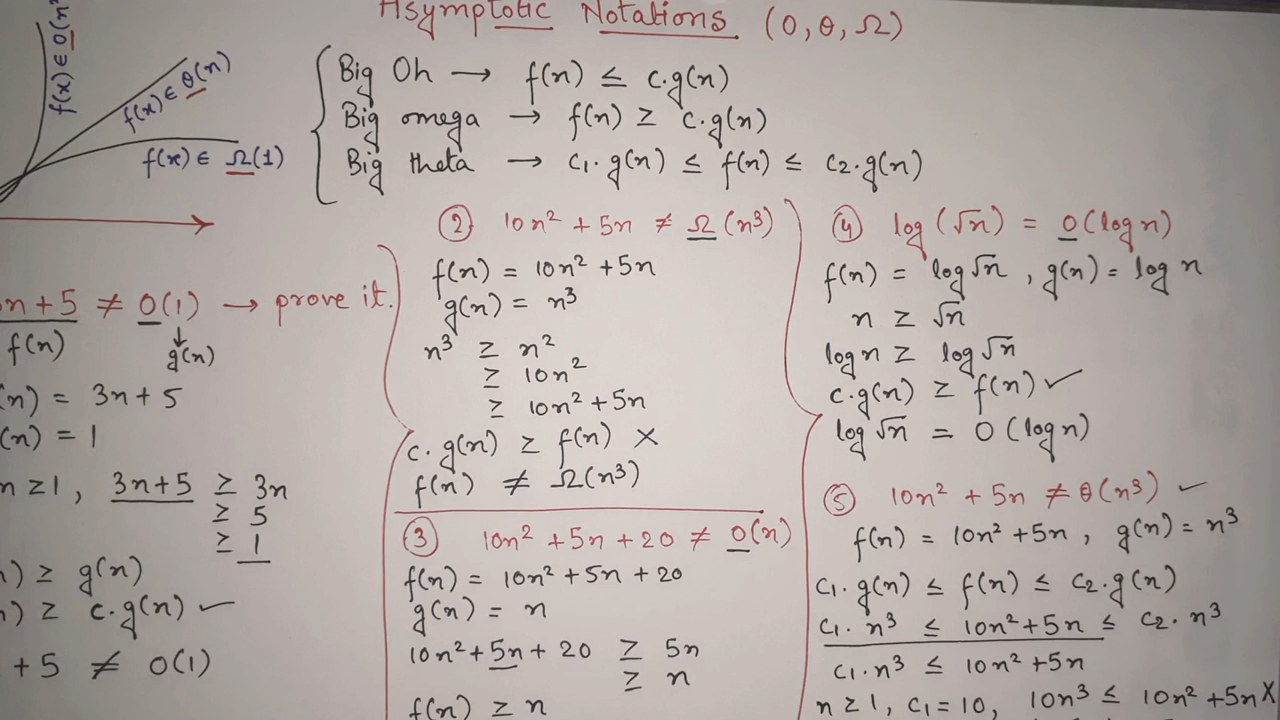 Asymptotic Notations (O, θ, Ω)
f(x) ∈ O(n
f(x) ∈ θ(n)
f(x) ∈ Ω(1)
Big Oh → f(n) ≤ c.g(n)
Big omega → f(n) ≥ c.g(n)
Big theta → c₁.g(n) ≤ f(n) ≤ c₂.g(n)
n+5 ≠ O(1) → prove it.
f(n) g(n)
(n) = 3n+5
(n) = 1
n≥1, 3n+5 ≥ 3n
≥ 5
≥ 1
) ≥ g(n)
) ≥ c.g(n) ✓
+5 ≠ O(1)
② 10n² + 5n ≠ Ω(n³)
f(n) = 10n² + 5n
g(n) = n³
n³ ≥ n²
≥ 10n²
≥ 10n² + 5n
c.g(n) ≥ f(n) ×
f(n) ≠ Ω(n³)
③ 10n² + 5n + 20 ≠ O(n)
f(n) = 10n² + 5n + 20
g(n) = n
10n² + 5n + 20 ≥ 5n
≥ n
f(n) ≥ n
④ log(√n) = O(log n)
f(n) = log√n, g(n) = log n
n ≥ √n
log n ≥ log√n
c.g(n) ≥ f(n) ✓
log√n = O(log n)
⑤ 10n² + 5n ≠ θ(n³) ✓
f(n) = 10n² + 5n, g(n) = n³
c₁.g(n) ≤ f(n) ≤ c₂.g(n)
c₁.n³ ≤ 10n² + 5n ≤ c₂.n³
c₁.n³ ≤ 10n² + 5n
n≥1, c₁=10, 10n³ ≤ 10n² + 5n ×